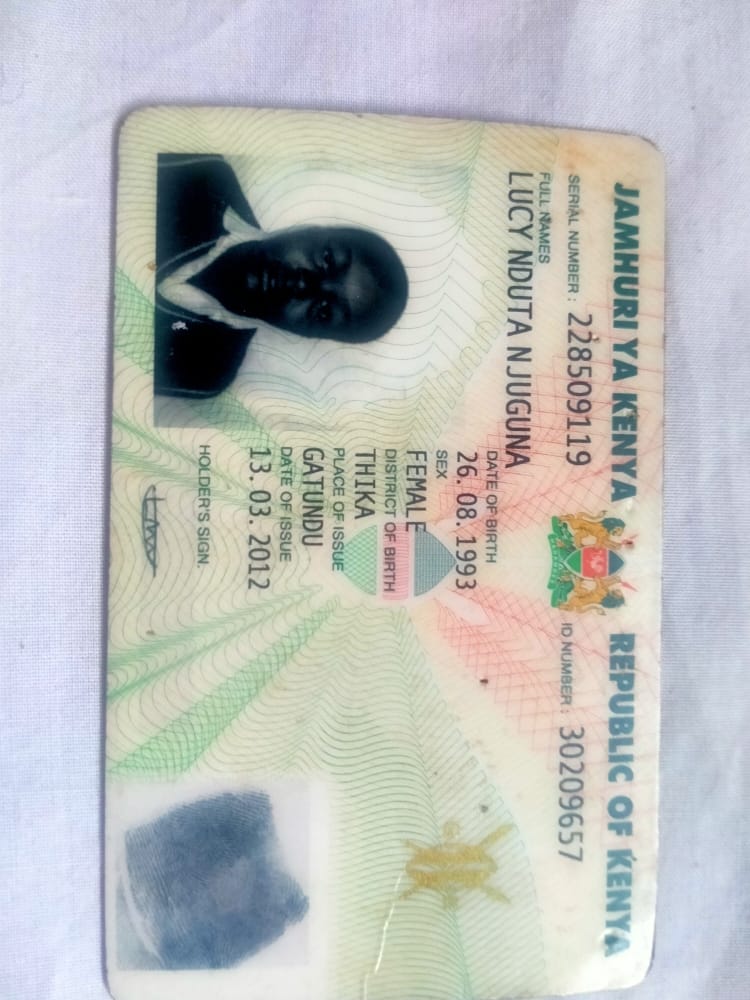 JAMHURI YA KENYA REPUBLIC OF KENYA
SERIAL NUMBER: 228509119 ID NUMBER: 30209657
FULL NAMES
LUCY NDUTA NJUGUNA
DATE OF BIRTH
26.08.1993
SEX
FEMALE
DISTRICT OF BIRTH
THIKA
PLACE OF ISSUE
GATUNDU
DATE OF ISSUE
13.03.2012
HOLDER'S SIGN.